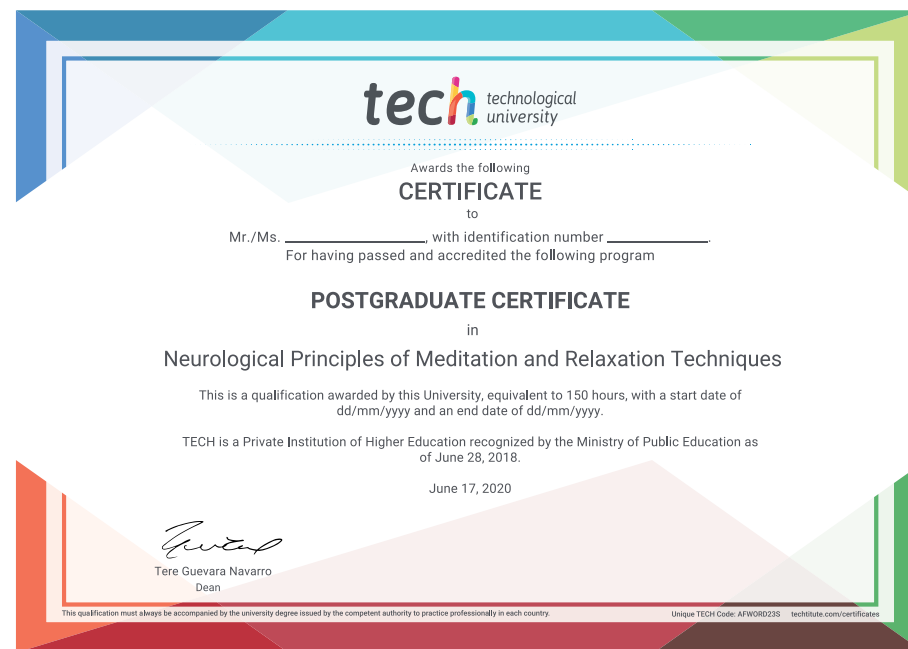 tech technological
university
Awards the following
CERTIFICATE
to
Mr./Ms. ____________________, with identification number ______________.
For having passed and accredited the following program
POSTGRADUATE CERTIFICATE
in
Neurological Principles of Meditation and Relaxation Techniques
This is a qualification awarded by this University, equivalent to 150 hours, with a start date of
dd/mm/yyyy and an end date of dd/mm/yyyy.
TECH is a Private Institution of Higher Education recognized by the Ministry of Public Education as
of June 28, 2018.
June 17, 2020
Tere Guevara Navarro
Dean
This qualification must always be accompanied by the university degree issued by the competent authority to practice professionally in each country.
Unique TECH Code: AFWORD23S techtitute.com/certificates